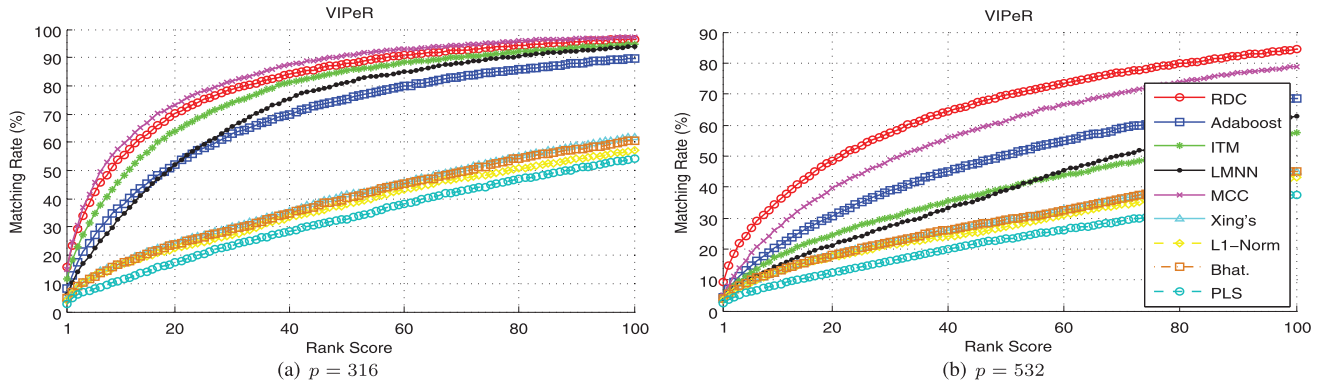 VIPeR
Matching Rate (%)
100
90
80
70
60
50
40
30
20
10
0
1 20 40 60 80 100
Rank Score
(a) p = 316
VIPeR
Matching Rate (%)
90
80
70
60
50
40
30
20
10
0
1 20 40 60 80 100
Rank Score
RDC
Adaboost
ITM
LMNN
MCC
Xing's
L1-Norm
Bhat.
PLS
(b) p = 532